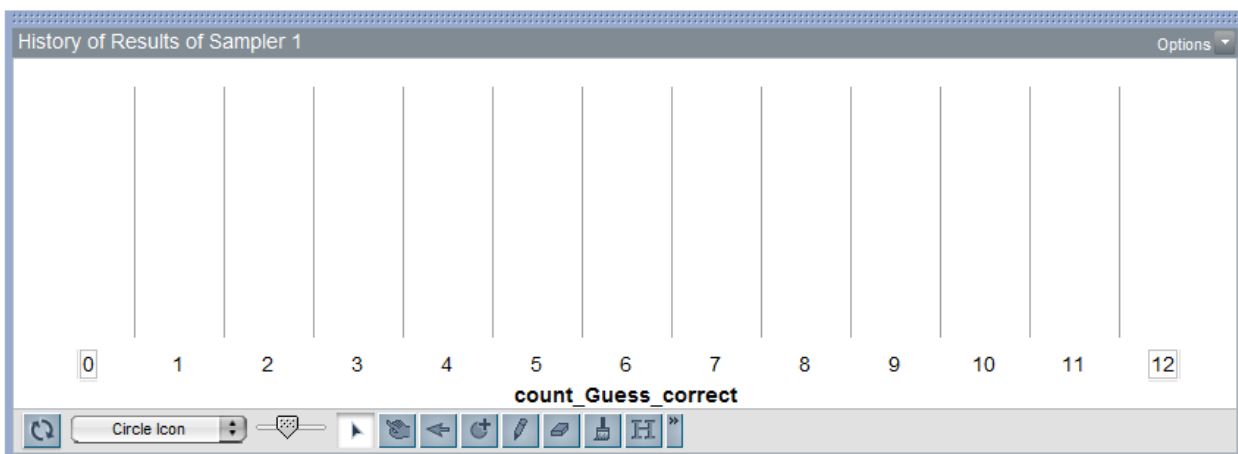 History of Results of Sampler 1 Options
0 1 2 3 4 5 6 7 8 9 10 11 12
count_Guess_correct
Circle Icon H »